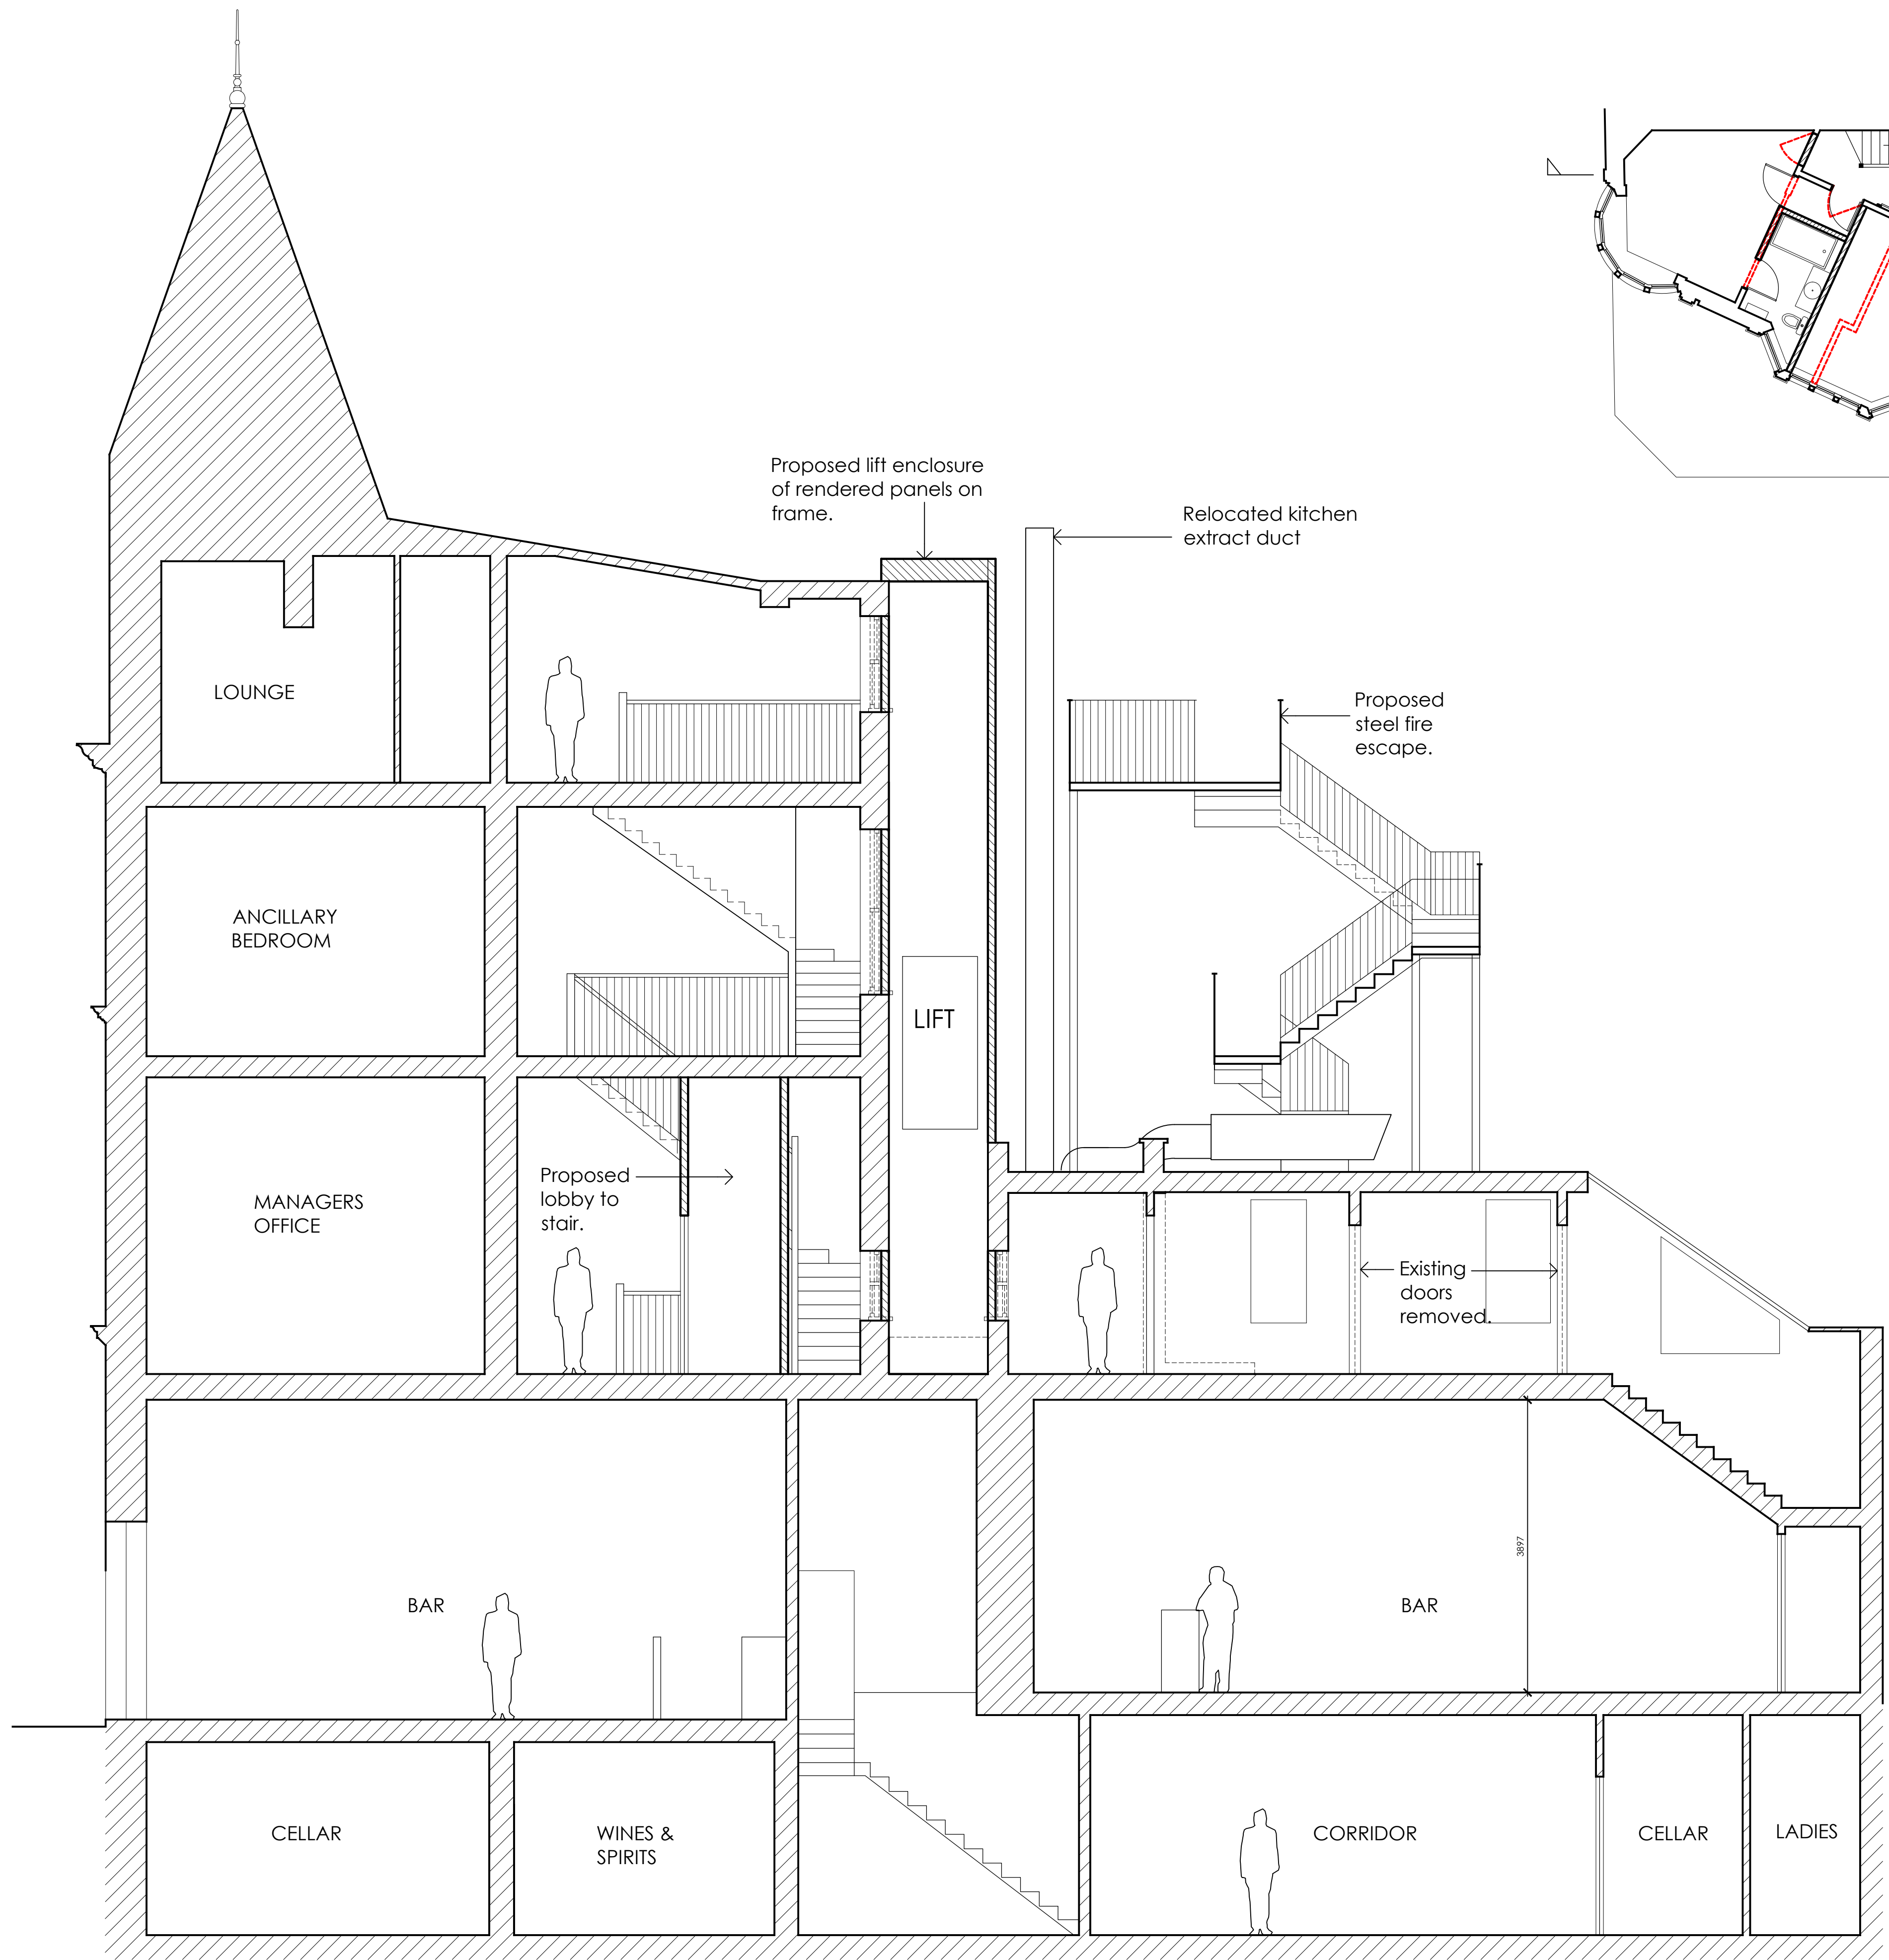 Proposed lift enclosure
of rendered panels on
frame.
Relocated kitchen
extract duct
LOUNGE
Proposed
steel fire
escape.
ANCILLARY
BEDROOM
LIFT
MANAGERS
OFFICE
Proposed
lobby to
stair.
Existing
doors
removed.
3897
BAR
BAR
CELLAR
WINES &
SPIRITS
CORRIDOR
CELLAR
LADIES